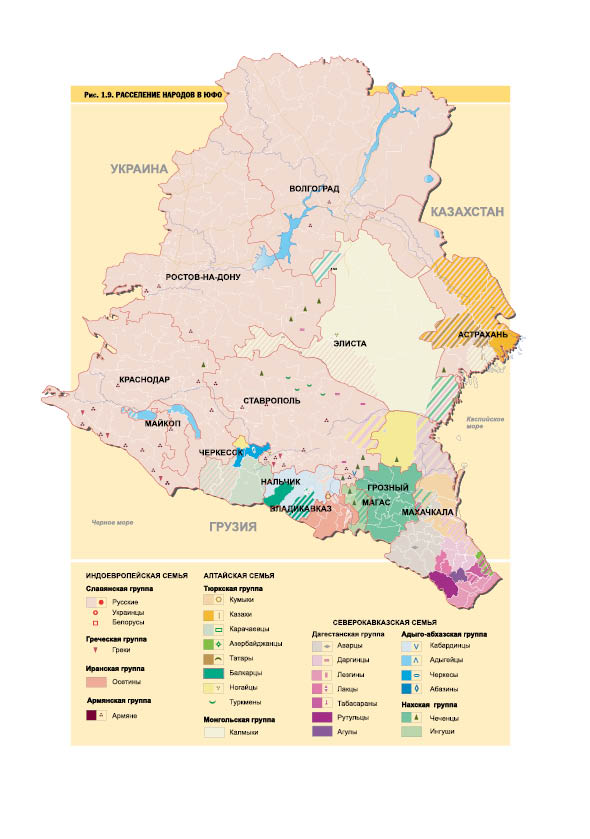 Рис. 1.9. РАССЕЛЕНИЕ НАРОДОВ В ЮФО
УКРАИНА
ВОЛГОГРАД
КАЗАХСТАН
РОСТОВ-НА-ДОНУ
АСТРАХАНЬ
ЭЛИСТА
КРАСНОДАР
СТАВРОПОЛЬ
МАЙКОП
Каспийское
море
ЧЕРКЕССК
НАЛЬЧИК
ГРОЗНЫЙ
МАГАС
ВЛАДИКАВКАЗ
МАХАЧКАЛА
Черное море
ГРУЗИЯ
ИНДОЕВРОПЕЙСКАЯ СЕМЬЯ
Славянская группа
Русские
Украинцы
Белорусы
Греческая группа
Греки
Иранская группа
Осетины
Армянская группа
Армяне
АЛТАЙСКАЯ СЕМЬЯ
Тюркская группа
Кумыки
Казахи
Карачаевцы
Азербайджанцы
Татары
Балкарцы
Ногайцы
Туркмены
Монгольская группа
Калмыки
СЕВЕРОКАВКАЗСКАЯ СЕМЬЯ
Дагестанская группа
Аварцы
Даргинцы
Лезгины
Лакцы
Табасараны
Рутульцы
Агулы
Адыго-абхазская группа
Кабардинцы
Адыгейцы
Черкесы
Абазины
Нахская группа
Чеченцы
Ингуши